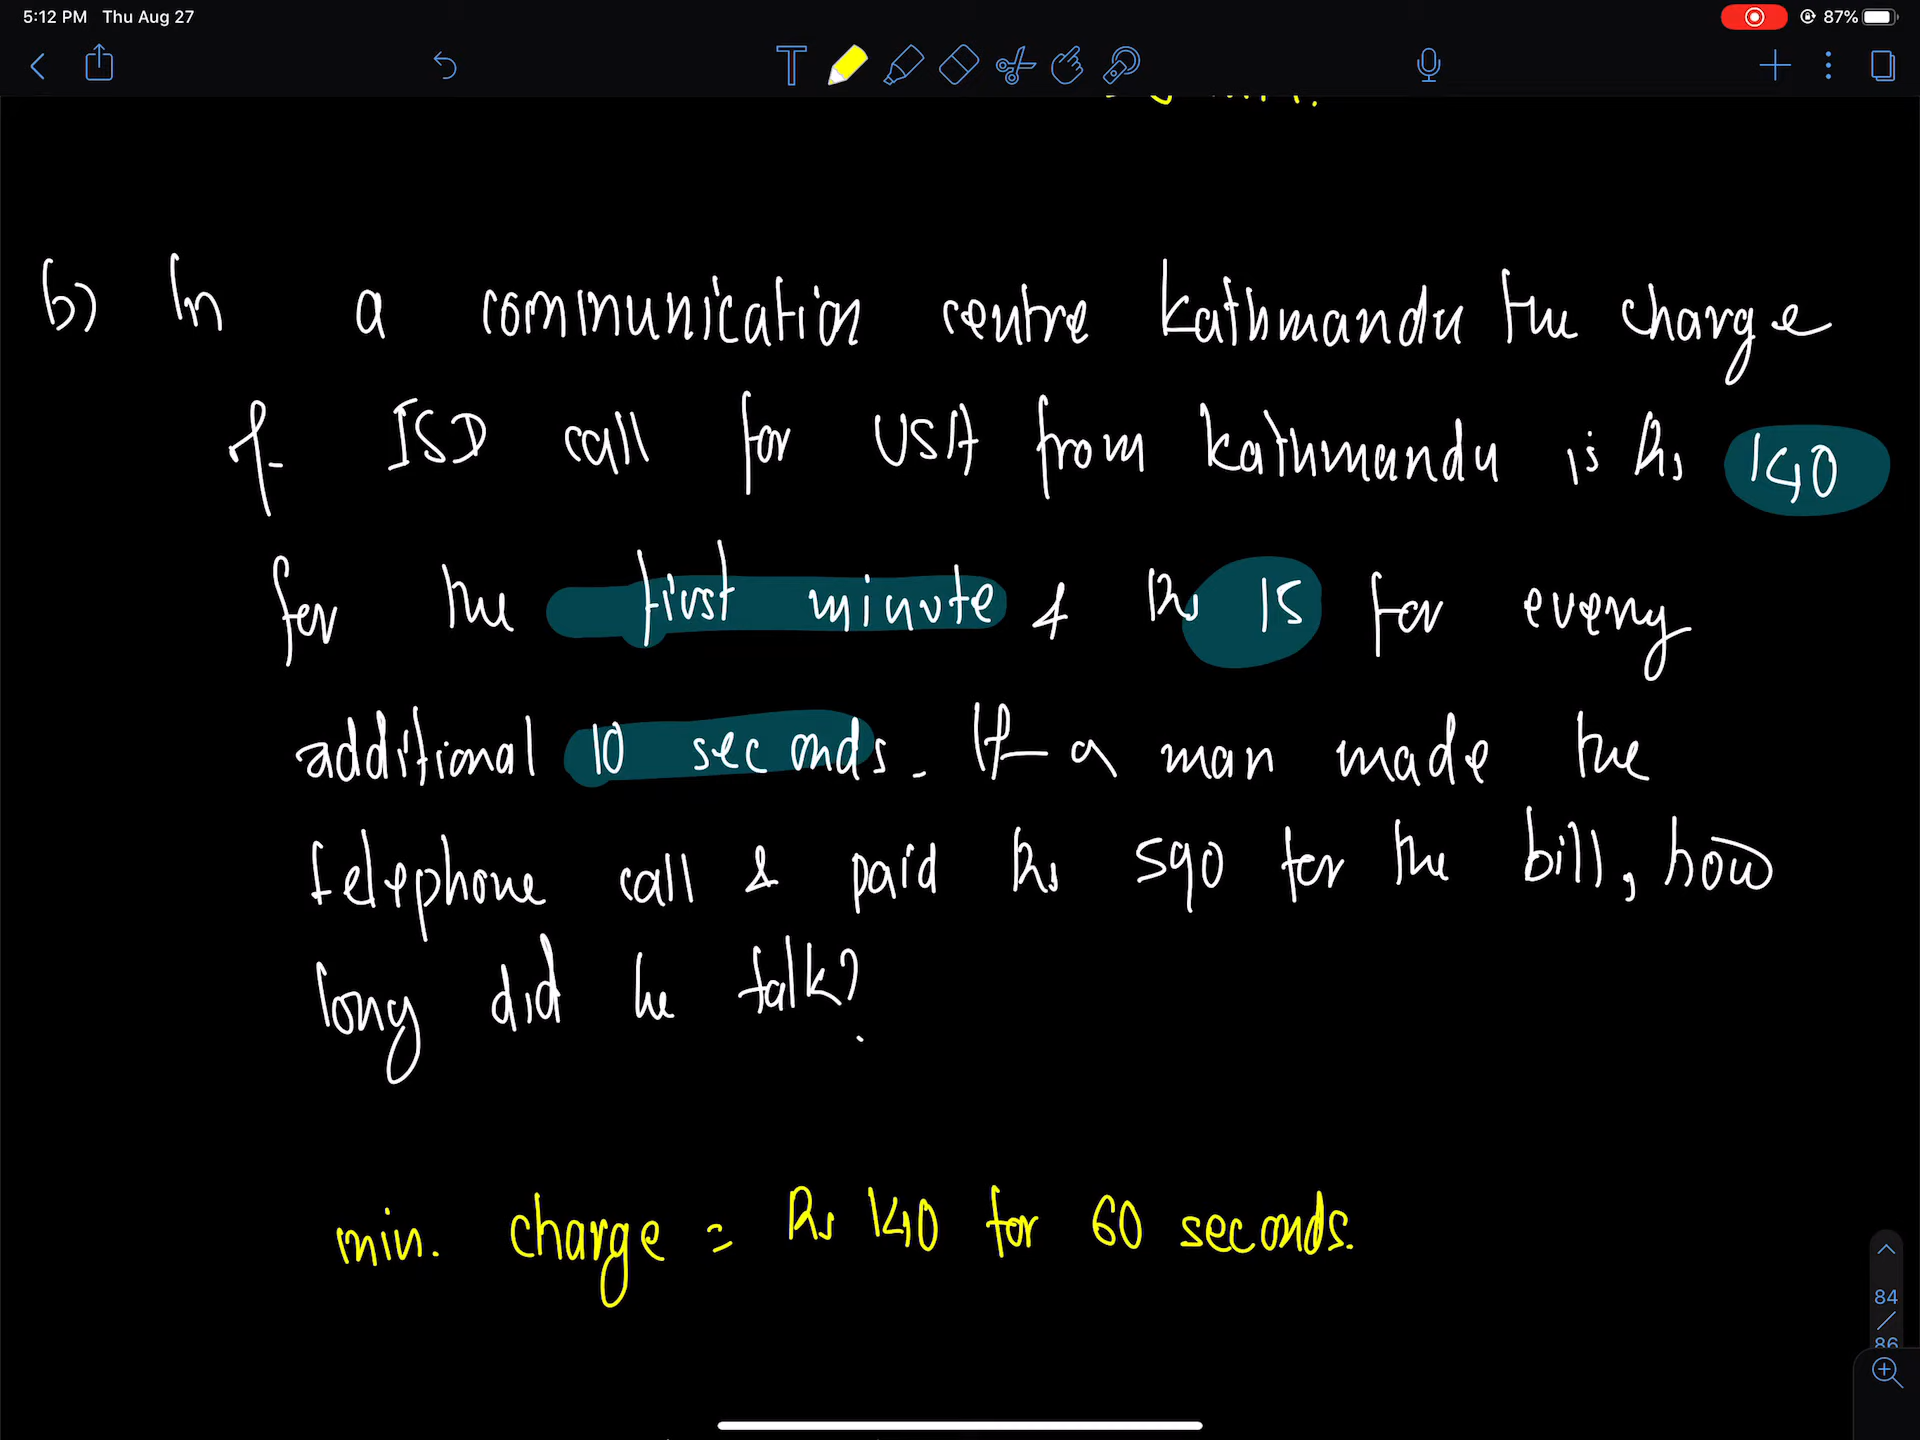 5:12 PM Thu Aug 27
87%
b) In a communication centre Kathmandu the charge
of ISD call for USA from Kathmandu is Rs 140
for the first minute & Rs 15 for every
additional 10 seconds. If a man made the
telephone call & paid Rs 590 for the bill, how
long did he talk?
min. charge = Rs 140 for 60 seconds.
84
/
86